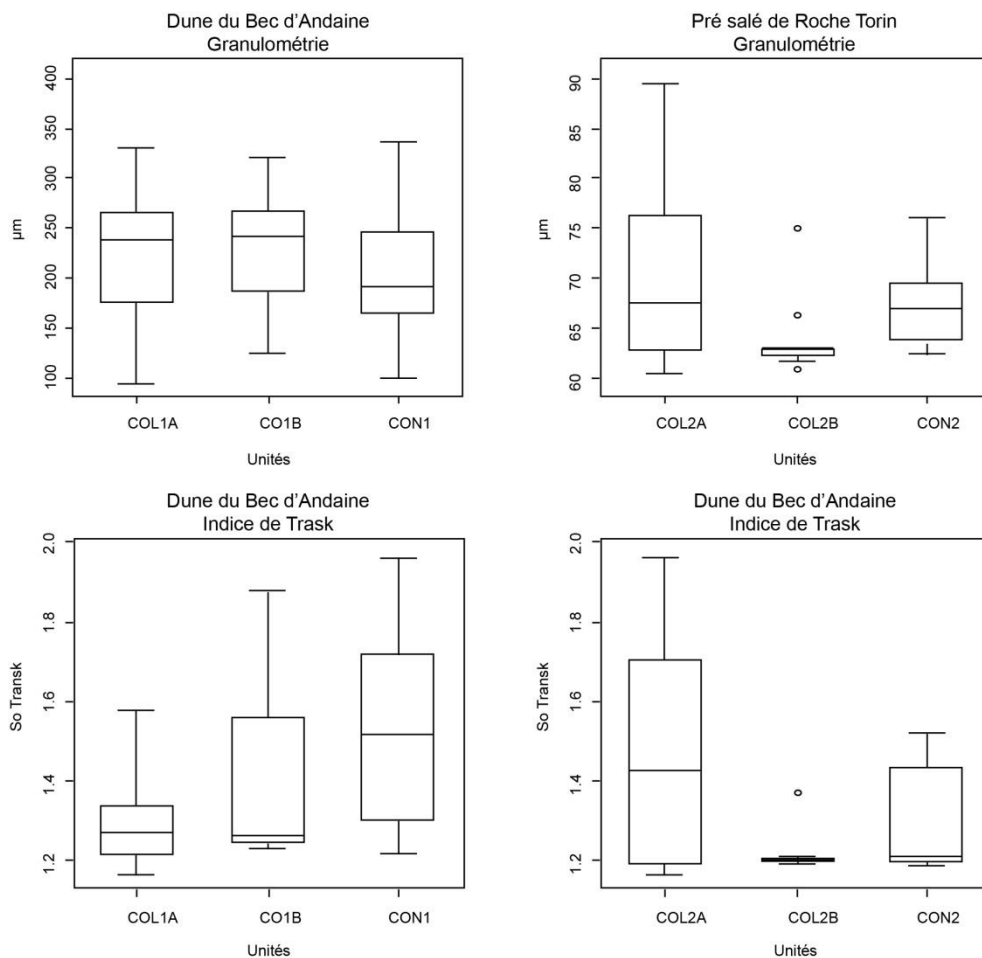 Dune du Bec d'Andaine
Granulométrie
400
350
300
250
200
150
100
µm
COL1A CO1B CON1
Unités
Pré salé de Roche Torin
Granulométrie
90
85
80
75
70
65
60
µm
COL2A COL2B CON2
Unités
Dune du Bec d'Andaine
Indice de Trask
2.0
1.8
1.6
1.4
1.2
So Transk
COL1A CO1B CON1
Unités
Dune du Bec d'Andaine
Indice de Trask
2.0
1.8
1.6
1.4
1.2
So Transk
COL2A COL2B CON2
Unités